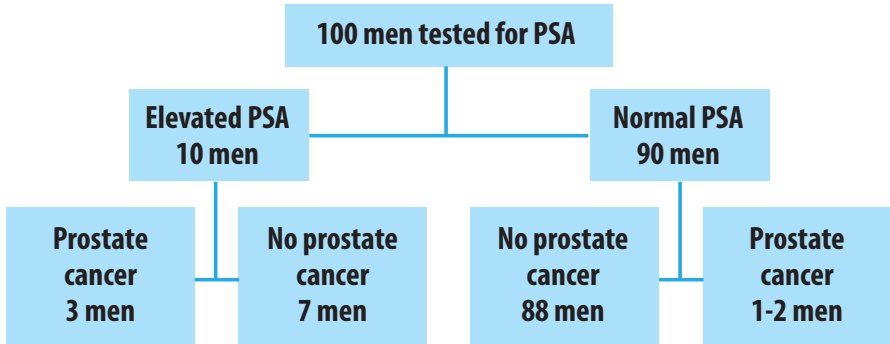 100 men tested for PSA
Elevated PSA
10 men
Normal PSA
90 men
Prostate
cancer
3 men
No prostate
cancer
7 men
No prostate
cancer
88 men
Prostate
cancer
1-2 men